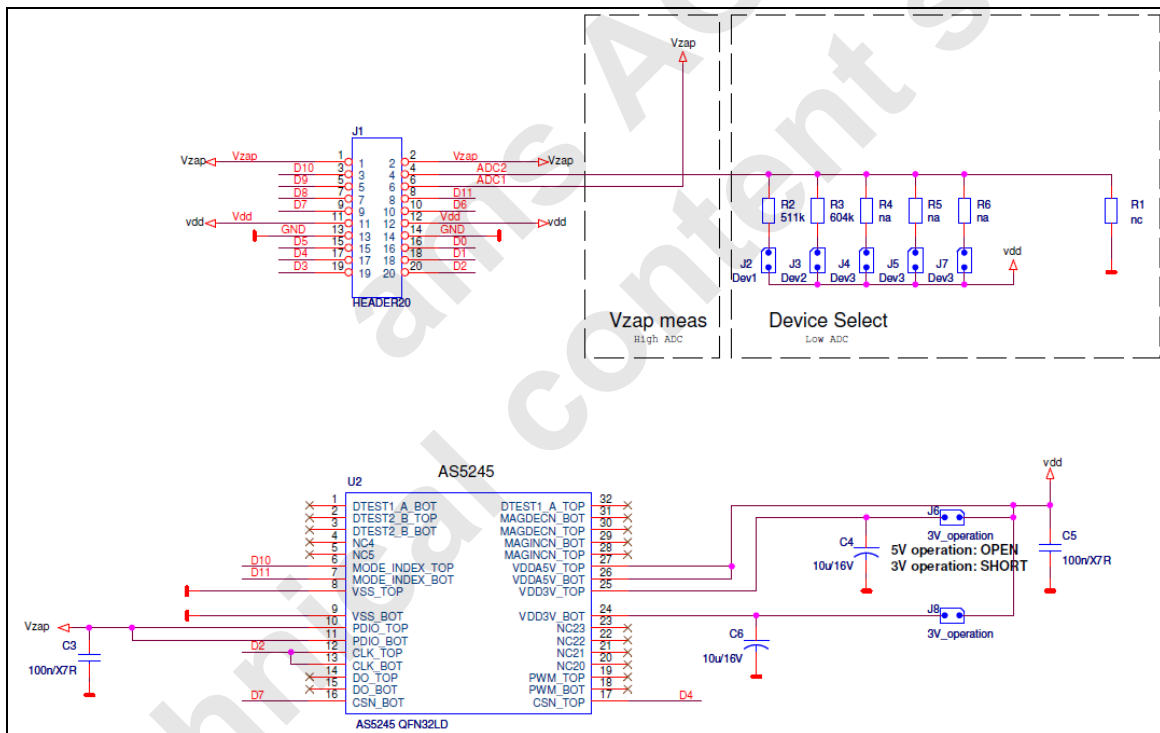 Vzap
J1
Vzap Vzap 1 1 2 2 Vzap Vzap
D10 3 3 4 4 ADC2
D9 5 5 6 6 ADC1
D8 7 7 8 8 D11
D7 9 9 10 10 D6
vdd Vdd 11 11 12 12 Vdd vdd
GND 13 13 14 14 GND
D5 15 15 16 16 D0
D4 17 17 18 18 D1
D3 19 19 20 20 D2
HEADER20
R2 R3 R4 R5 R6 R1
511k 604k na na na nc
J2 J3 J4 J5 J7 vdd
Dev1 Dev2 Dev3 Dev3 Dev3
Vzap meas Device Select
High ADC Low ADC
AS5245
U2
vdd
1 DTEST1_A_BOT DTEST1_A_TOP 32
2 DTEST2_B_TOP MAGDECN_BOT 31
3 DTEST2_B_BOT MAGDECN_TOP 30
4 NC4 MAGINCN_BOT 29
5 NC5 MAGINCN_TOP 28
D10 6 MODE_INDEX_TOP VDDA5V_TOP 27
D11 7 MODE_INDEX_BOT VDDA5V_BOT 26
8 VSS_TOP VDD3V_TOP 25
9 VSS_BOT VDD3V_BOT 24
Vzap 10 PDIO_TOP NC23 23
11 PDIO_BOT NC22 22
D2 12 CLK_TOP NC21 21
13 CLK_BOT NC20 20
14 DO_TOP PWM_TOP 19
15 DO_BOT PWM_BOT 18
D7 16 CSN_BOT CSN_TOP 17 D4
AS5245 QFN32LD
C3
100n/X7R
J6
3V_operation
5V operation: OPEN
3V operation: SHORT
C4
10u/16V
C5
100n/X7R
J8
3V_operation
C6
10u/16V
ams A
content s
hnical